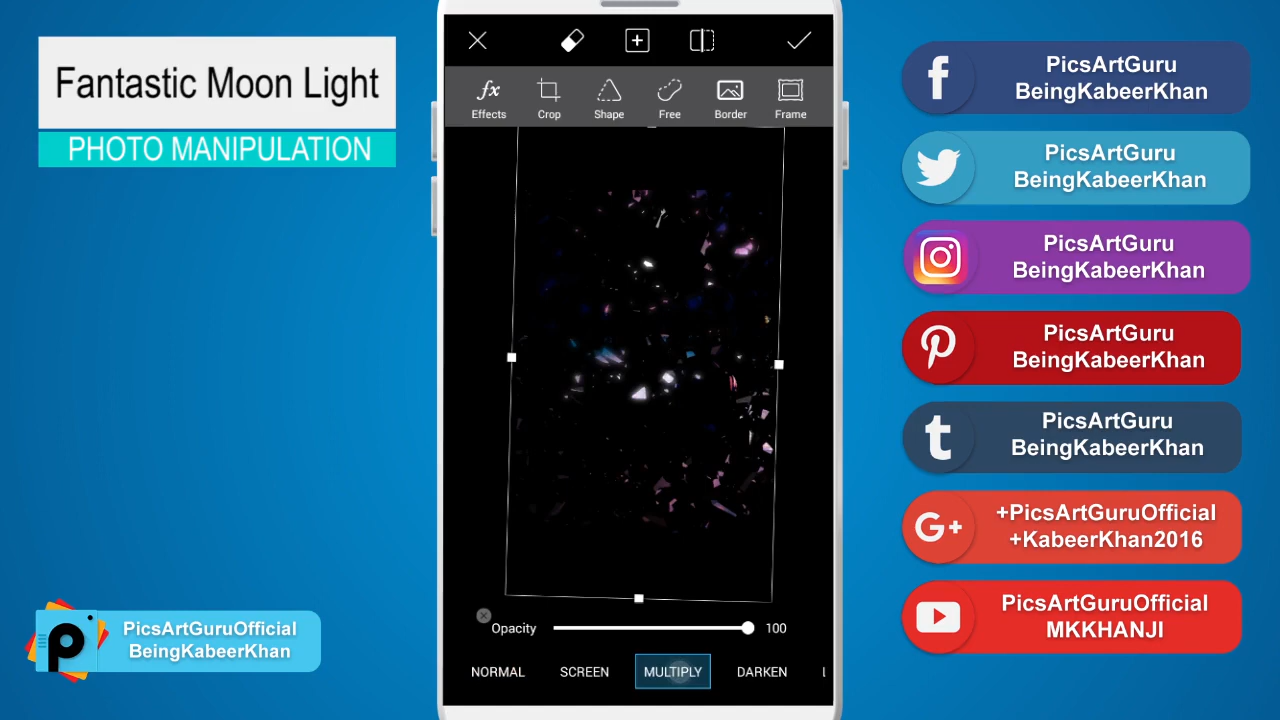 Fantastic Moon Light
PHOTO MANIPULATION
fx
Effects
Crop
Shape
Free
Border
Frame
Opacity
100
NORMAL
SCREEN
MULTIPLY
DARKEN
PicsArtGuru
BeingKabeerKhan
PicsArtGuru
BeingKabeerKhan
PicsArtGuru
BeingKabeerKhan
PicsArtGuru
BeingKabeerKhan
PicsArtGuru
BeingKabeerKhan
G+
+PicsArtGuruOfficial
+KabeerKhan2016
PicsArtGuruOfficial
MKKHANJI
PicsArtGuruOfficial
BeingKabeerKhan